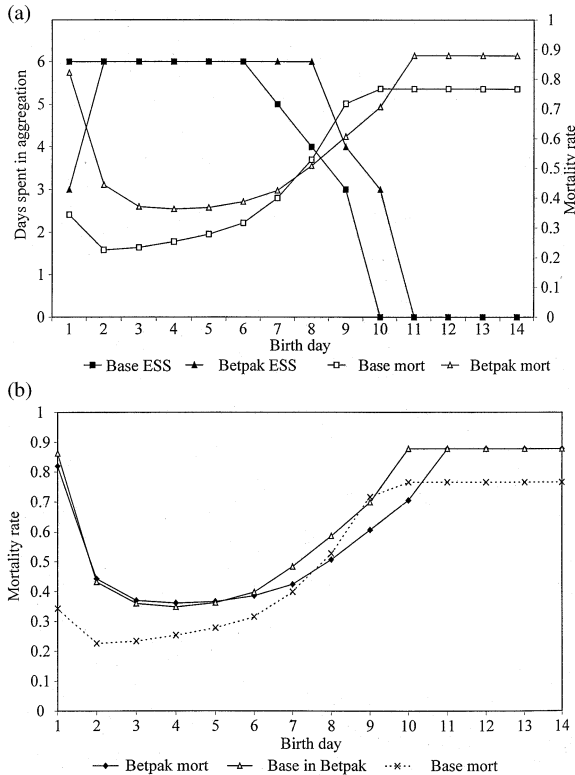 (a)
Days spent in aggregation
6
5
4
3
2
1
0
1
0.9
0.8
0.7
0.6
0.5
0.4
0.3
0.2
0.1
0
Mortality rate
1 2 3 4 5 6 7 8 9 10 11 12 13 14
Birth day
Base ESS Betpak ESS Base mort Betpak mort
(b)
Mortality rate
1
0.9
0.8
0.7
0.6
0.5
0.4
0.3
0.2
0.1
0
1 2 3 4 5 6 7 8 9 10 11 12 13 14
Birth day
Betpak mort Base in Betpak Base mort